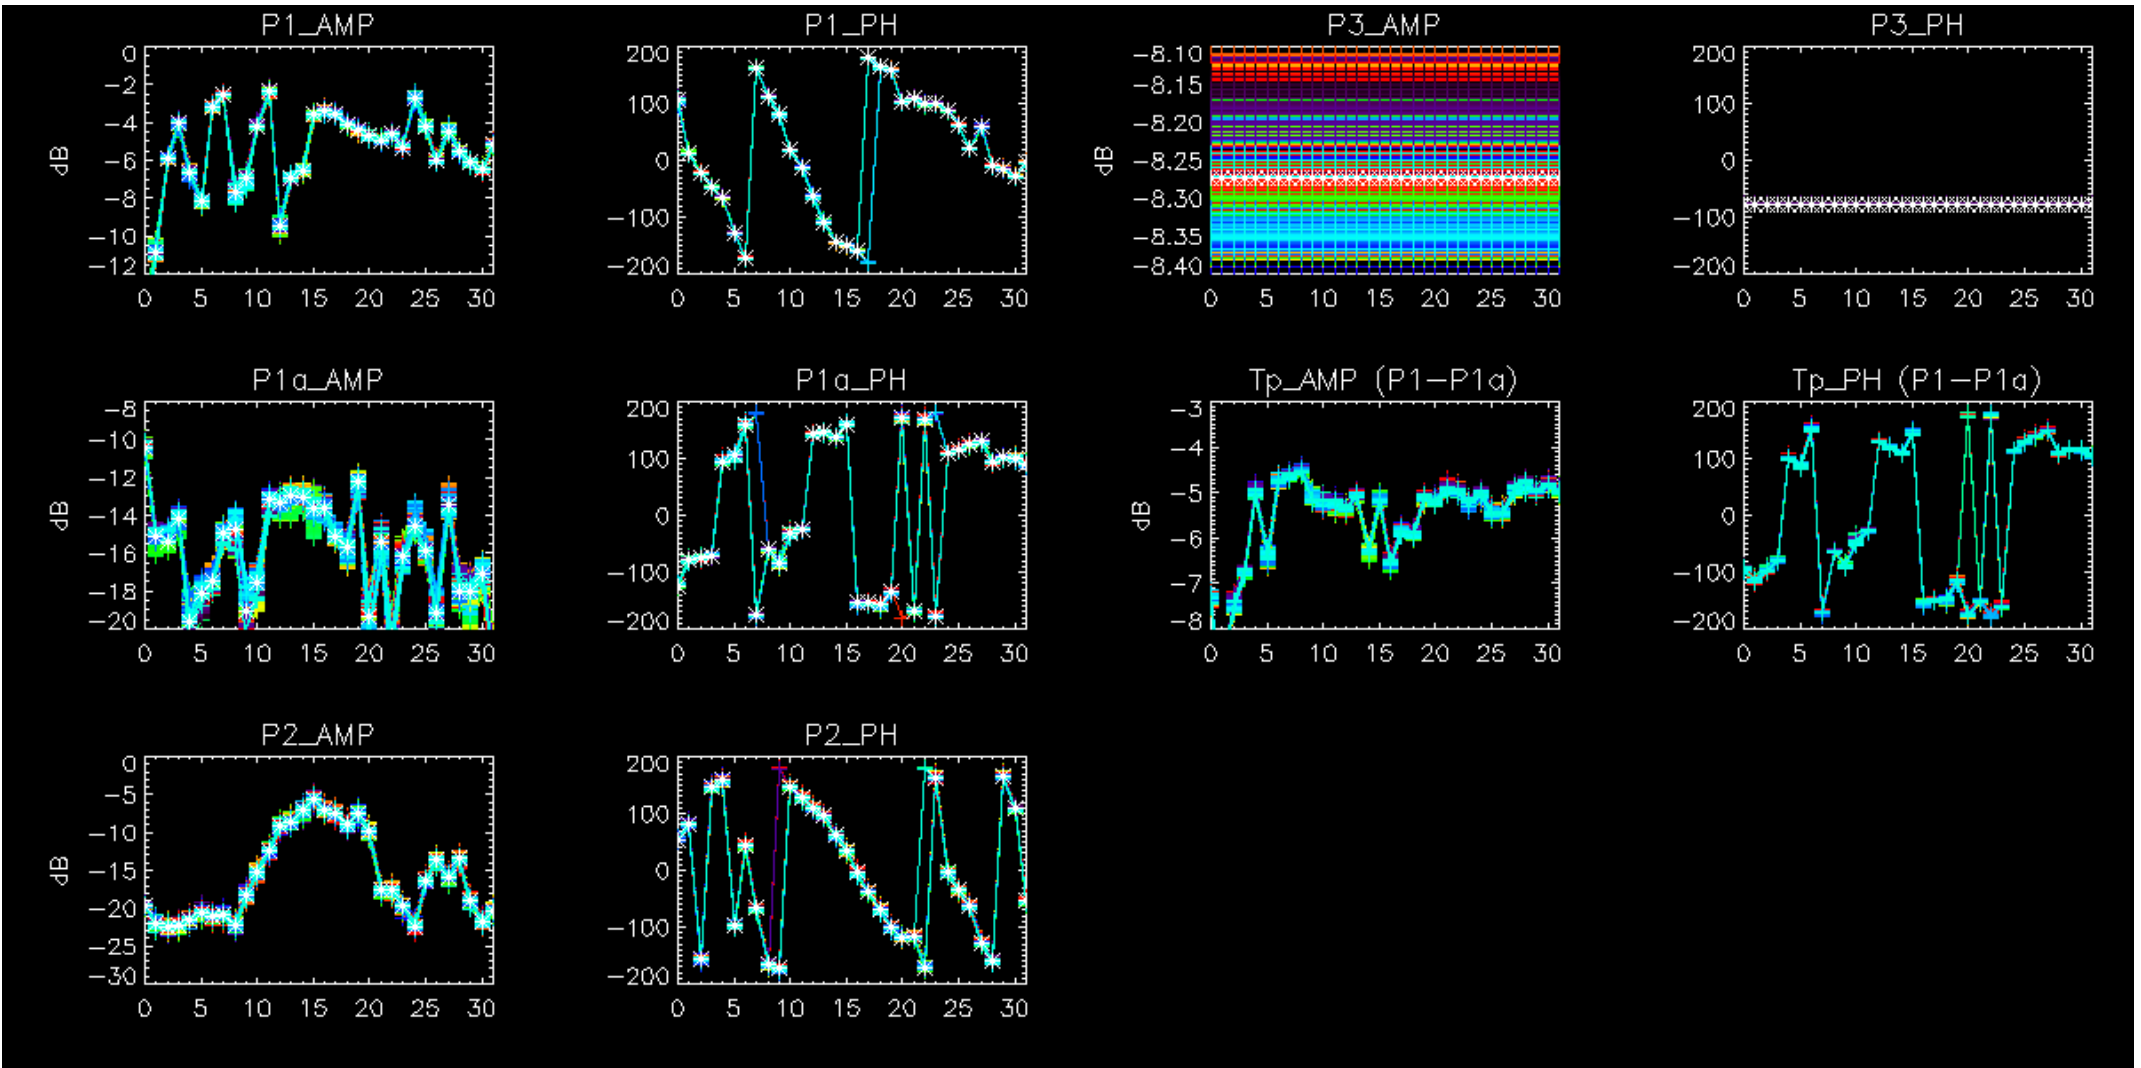 P1_AMP P1_PH P3_AMP P3_PH
0 200 -8.10 200
-2 -8.15
100 100
-4 -8.20
dB -6 0 dB -8.25 0
-8 -8.30
-100 -100
-10 -8.35
-12 -200 -8.40 -200
0 5 10 15 20 25 30 0 5 10 15 20 25 30 0 5 10 15 20 25 30 0 5 10 15 20 25 30
P1a_AMP P1a_PH Tp_AMP (P1-P1a) Tp_PH (P1-P1a)
-8 200 -3 200
-10 100 -4 100
-12
dB -14 0 dB -5 0
-16 -100 -6 -100
-18 -7
-20 -200 -8 -200
0 5 10 15 20 25 30 0 5 10 15 20 25 30 0 5 10 15 20 25 30 0 5 10 15 20 25 30
P2_AMP P2_PH
0 200
-5 100
-10
dB -15 0
-20 -100
-25
-30 -200
0 5 10 15 20 25 30 0 5 10 15 20 25 30